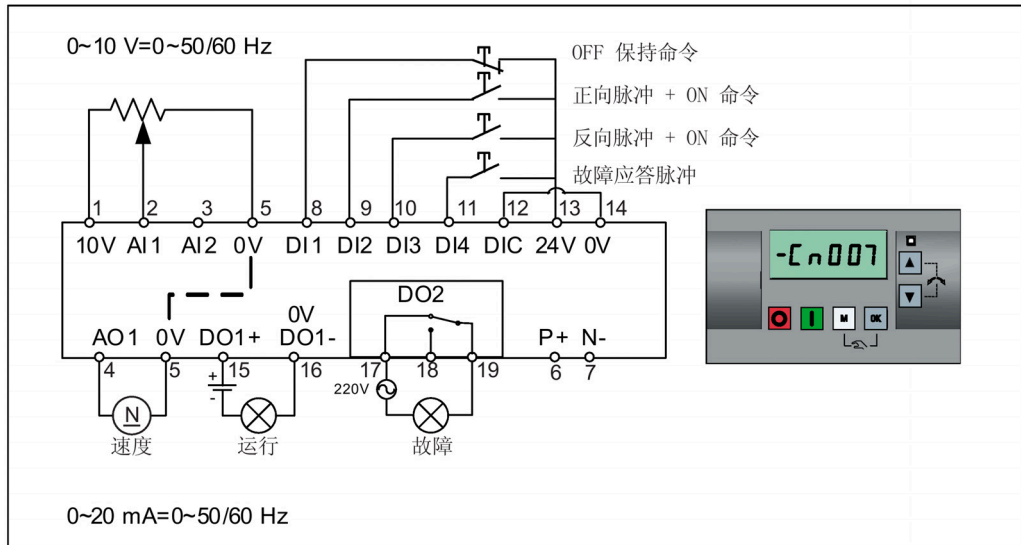 0~10 V=0~50/60 Hz
OFF 保持命令
正向脉冲 + ON 命令
反向脉冲 + ON 命令
故障应答脉冲
1 2 3 5 8 9 10 11 12 13 14
10V AI1 AI2 0V DI1 DI2 DI3 DI4 DIC 24V 0V
-Cn007
M OK
DO2
0V
AO1 0V DO1+ DO1- P+ N-
4 5 15 16 17 18 19 6 7
+
-
220V
N
速度 运行 故障
0~20 mA=0~50/60 Hz